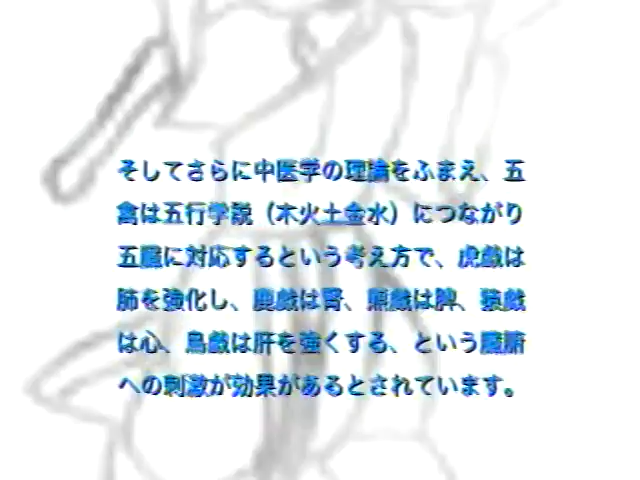 そしてさらに中医学の理論をふまえ、五
禽は五行学説（木火土金水）につながり
五臓に対応するという考え方で、虎戯は
肺を強化し、鹿戯は腎、熊戯は脾、猿戯
は心、鳥戯は肝を強くする、という臓腑
への刺激が効果があるとされています。